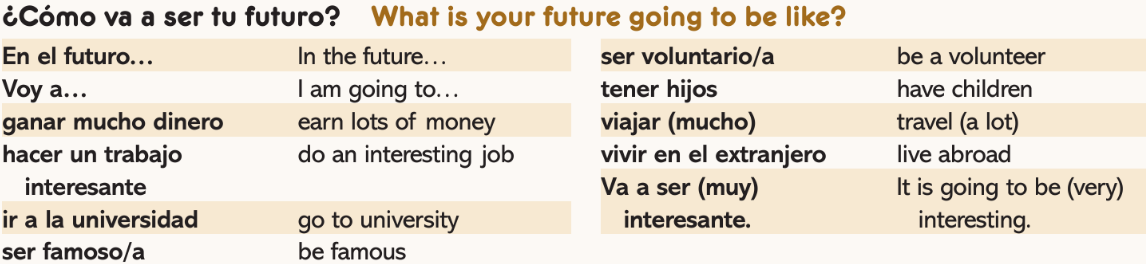 ¿Cómo va a ser tu futuro? What is your future going to be like?
En el futuro… In the future…
Voy a… I am going to…
ganar mucho dinero earn lots of money
hacer un trabajo do an interesting job
interesante
ir a la universidad go to university
ser famoso/a be famous
ser voluntario/a be a volunteer
tener hijos have children
viajar (mucho) travel (a lot)
vivir en el extranjero live abroad
Va a ser (muy) It is going to be (very)
interesante. interesting.